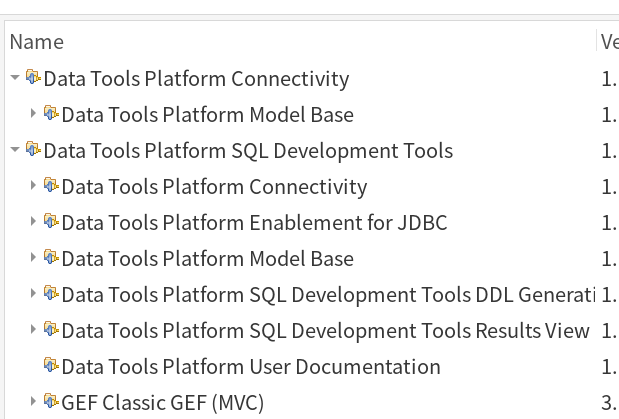 Name Ve
Data Tools Platform Connectivity 1.
Data Tools Platform Model Base 1.
Data Tools Platform SQL Development Tools 1.
Data Tools Platform Connectivity 1.
Data Tools Platform Enablement for JDBC 1.
Data Tools Platform Model Base 1.
Data Tools Platform SQL Development Tools DDL Generati 1.
Data Tools Platform SQL Development Tools Results View 1.
Data Tools Platform User Documentation 1.
GEF Classic GEF (MVC) 3.